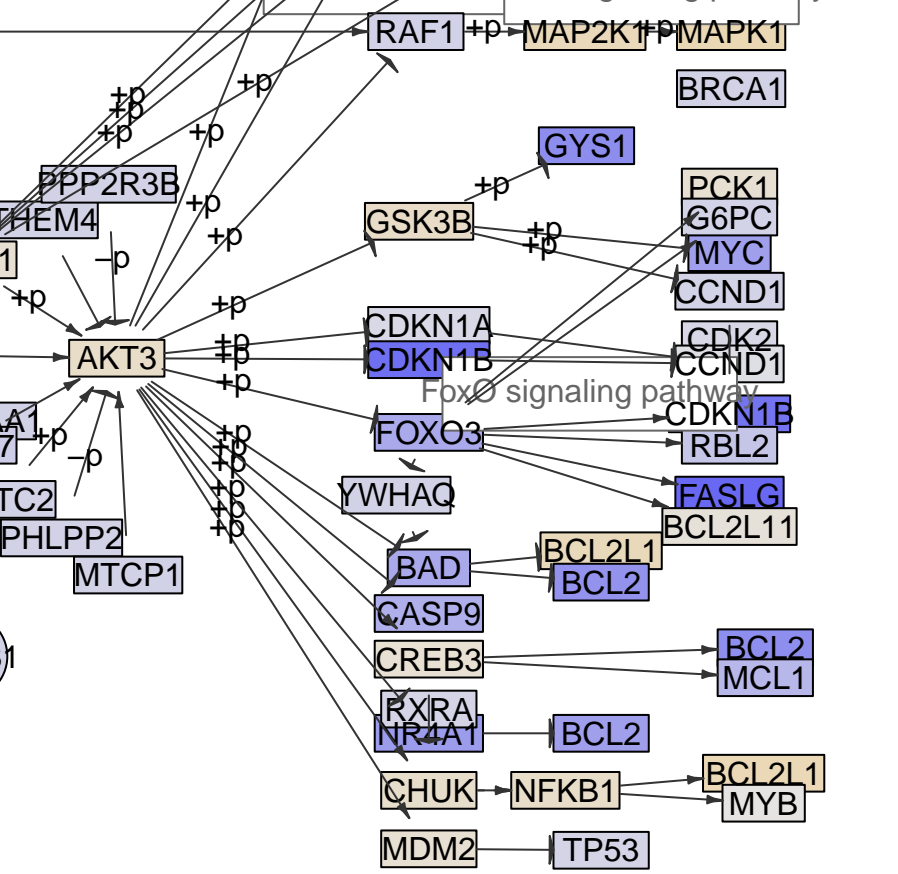 RAF1 +p MAP2K1 +p MAPK1
BRCA1
+p
+p
+p
+p
+p
GYS1
PPP2R3B
+p
PCK1
THEM4
+p
GSK3B
G6PC
+p
+p
+p
MYC
–p
+p
+p
CCND1
CDKN1A
CDK2
AKT3
+p
+p
CDKN1B
CCND1
+p
FoxO signaling pathway
CDKN1B
+p
+p
FOXO3
RBL2
–p
+p
+p
+p
+p
YWHAQ
FASLG
BCL2L11
PHLPP2
BCL2L1
MTCP1
BAD
BCL2
CASP9
CREB3
BCL2
MCL1
RXRA
NR4A1
BCL2
BCL2L1
CHUK
NFKB1
MYB
MDM2
TP53